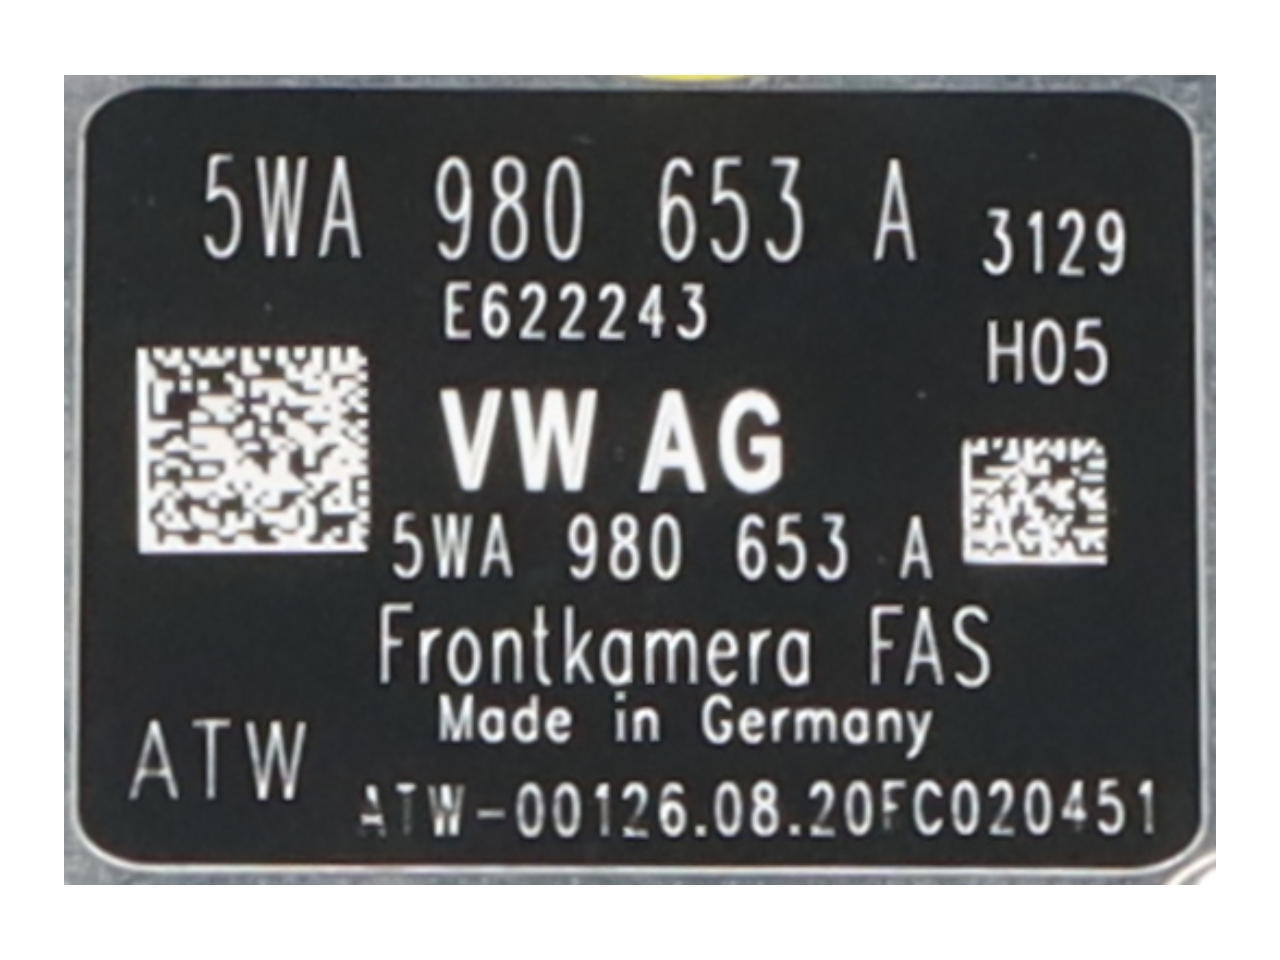 5WA 980 653 A
3129
E622243
H05
VW AG
5WA 980 653 A
Frontkamera FAS
Made in Germany
ATW
ATW-00126.08.20FC020451